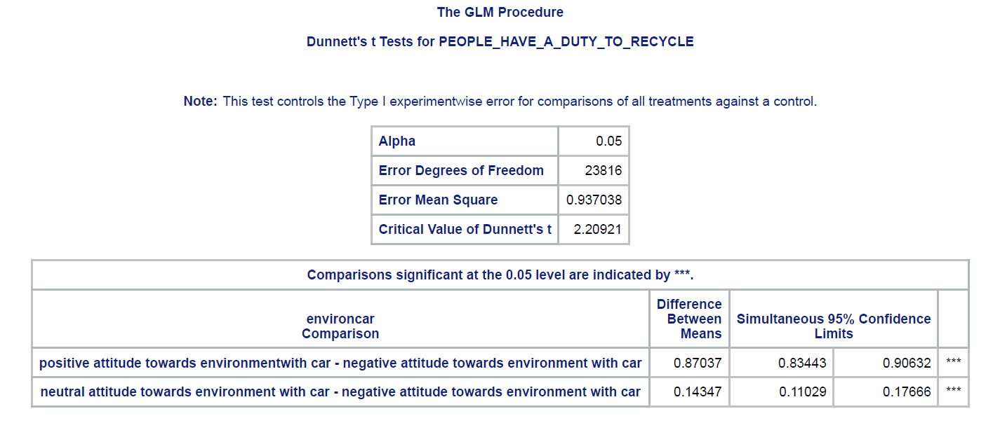 The GLM Procedure
Dunnett's t Tests for PEOPLE_HAVE_A_DUTY_TO_RECYCLE
Note: This test controls the Type I experimentwise error for comparisons of all treatments against a control.
Alpha 0.05
Error Degrees of Freedom 23816
Error Mean Square 0.937038
Critical Value of Dunnett's t 2.20921
Comparisons significant at the 0.05 level are indicated by ***.
environcar
Comparison
Difference
Between
Means
Simultaneous 95% Confidence
Limits
positive attitude towards environmentwith car - negative attitude towards environment with car 0.87037 0.83443 0.90632 ***
neutral attitude towards environment with car - negative attitude towards environment with car 0.14347 0.11029 0.17666 ***